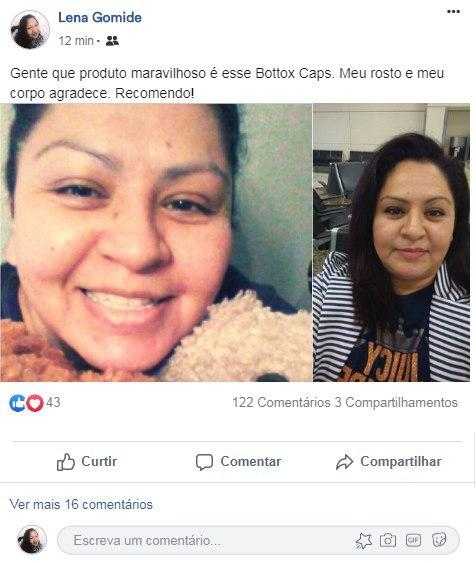 Lena Gomide
12 min
Gente que produto maravilhoso é esse Bottox Caps. Meu rosto e meu
corpo agradece. Recomendo!
43
122 Comentários 3 Compartilhamentos
Curtir
Comentar
Compartilhar
Ver mais 16 comentários
Escreva um comentário...
GIF